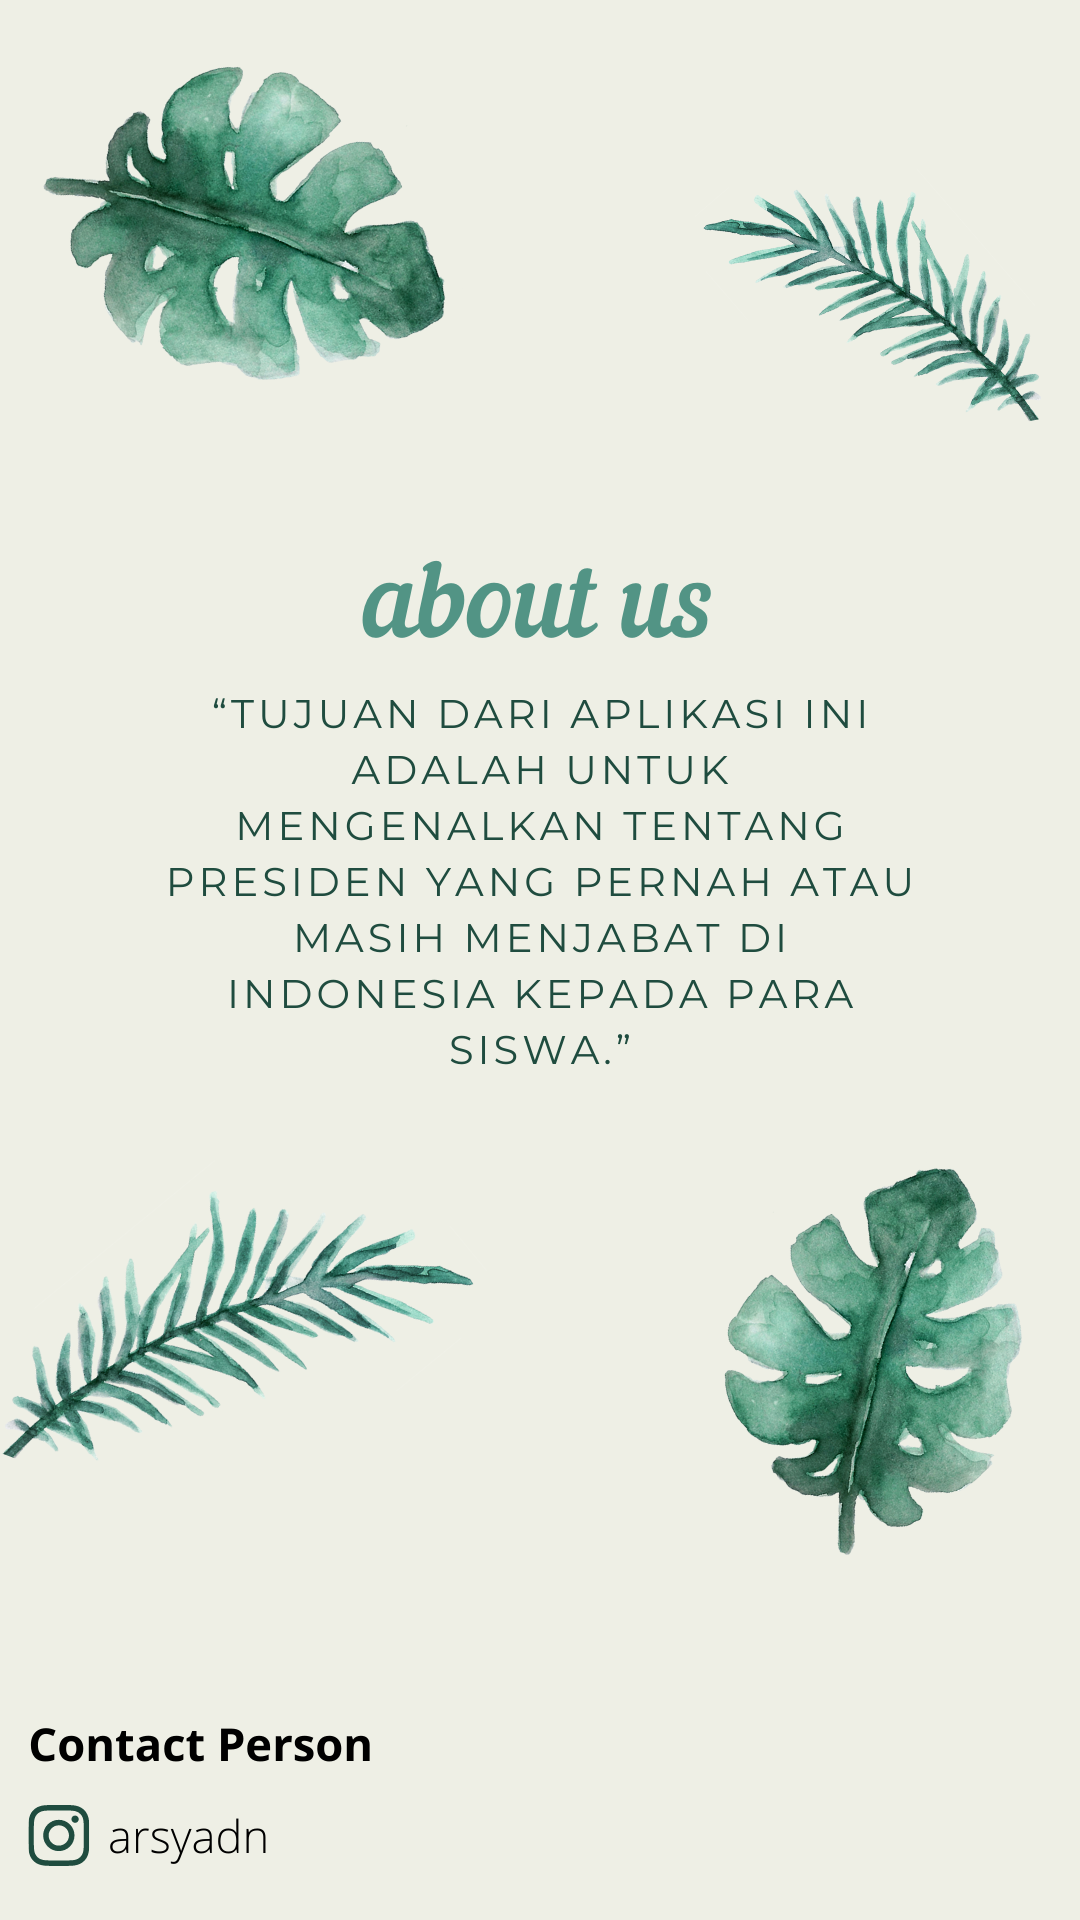 about us
“TUJUAN DARI APLIKASI INI
ADALAH UNTUK
MENGENALKAN TENTANG
PRESIDEN YANG PERNAH ATAU
MASIH MENJABAT DI
INDONESIA KEPADA PARA
SISWA.”
Contact Person
arsyadn